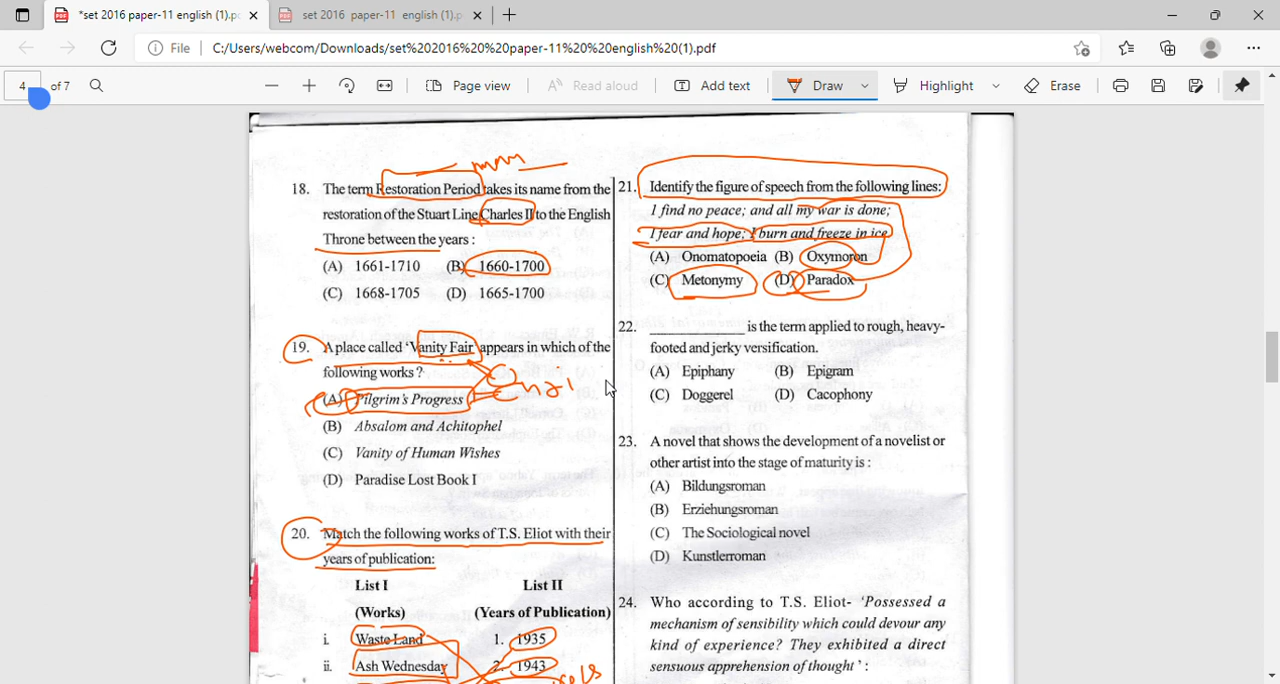 *set 2016 paper-11 english (1).p
set 2016 paper-11 english (1).p
File
C:/Users/webcom/Downloads/set%202016%20%20paper-11%20%20english%20(1).pdf
4 of 7
Page view
Read aloud
Add text
Draw
Highlight
Erase
18. The term Restoration Period takes its name from the
restoration of the Stuart Line Charles II to the English
Throne between the years :
(A) 1661-1710 (B) 1660-1700
(C) 1668-1705 (D) 1665-1700
19. A place called 'Vanity Fair' appears in which of the
following works ?
(A) Pilgrim's Progress
(B) Absalom and Achitophel
(C) Vanity of Human Wishes
(D) Paradise Lost Book I
20. Match the following works of T.S. Eliot with their
years of publication:
List I List II
(Works) (Years of Publication)
i. Waste Land 1. 1935
ii. Ash Wednesday 2. 1943
21. Identify the figure of speech from the following lines:
I find no peace; and all my war is done;
I fear and hope; I burn and freeze in ice
(A) Onomatopoeia (B) Oxymoron
(C) Metonymy (D) Paradox
22. ____________ is the term applied to rough, heavy-
footed and jerky versification.
(A) Epiphany (B) Epigram
(C) Doggerel (D) Cacophony
23. A novel that shows the development of a novelist or
other artist into the stage of maturity is :
(A) Bildungsroman
(B) Erziehungsroman
(C) The Sociological novel
(D) Kunstlerroman
24. Who according to T.S. Eliot- 'Possessed a
mechanism of sensibility which could devour any
kind of experience? They exhibited a direct
sensuous apprehension of thought' :